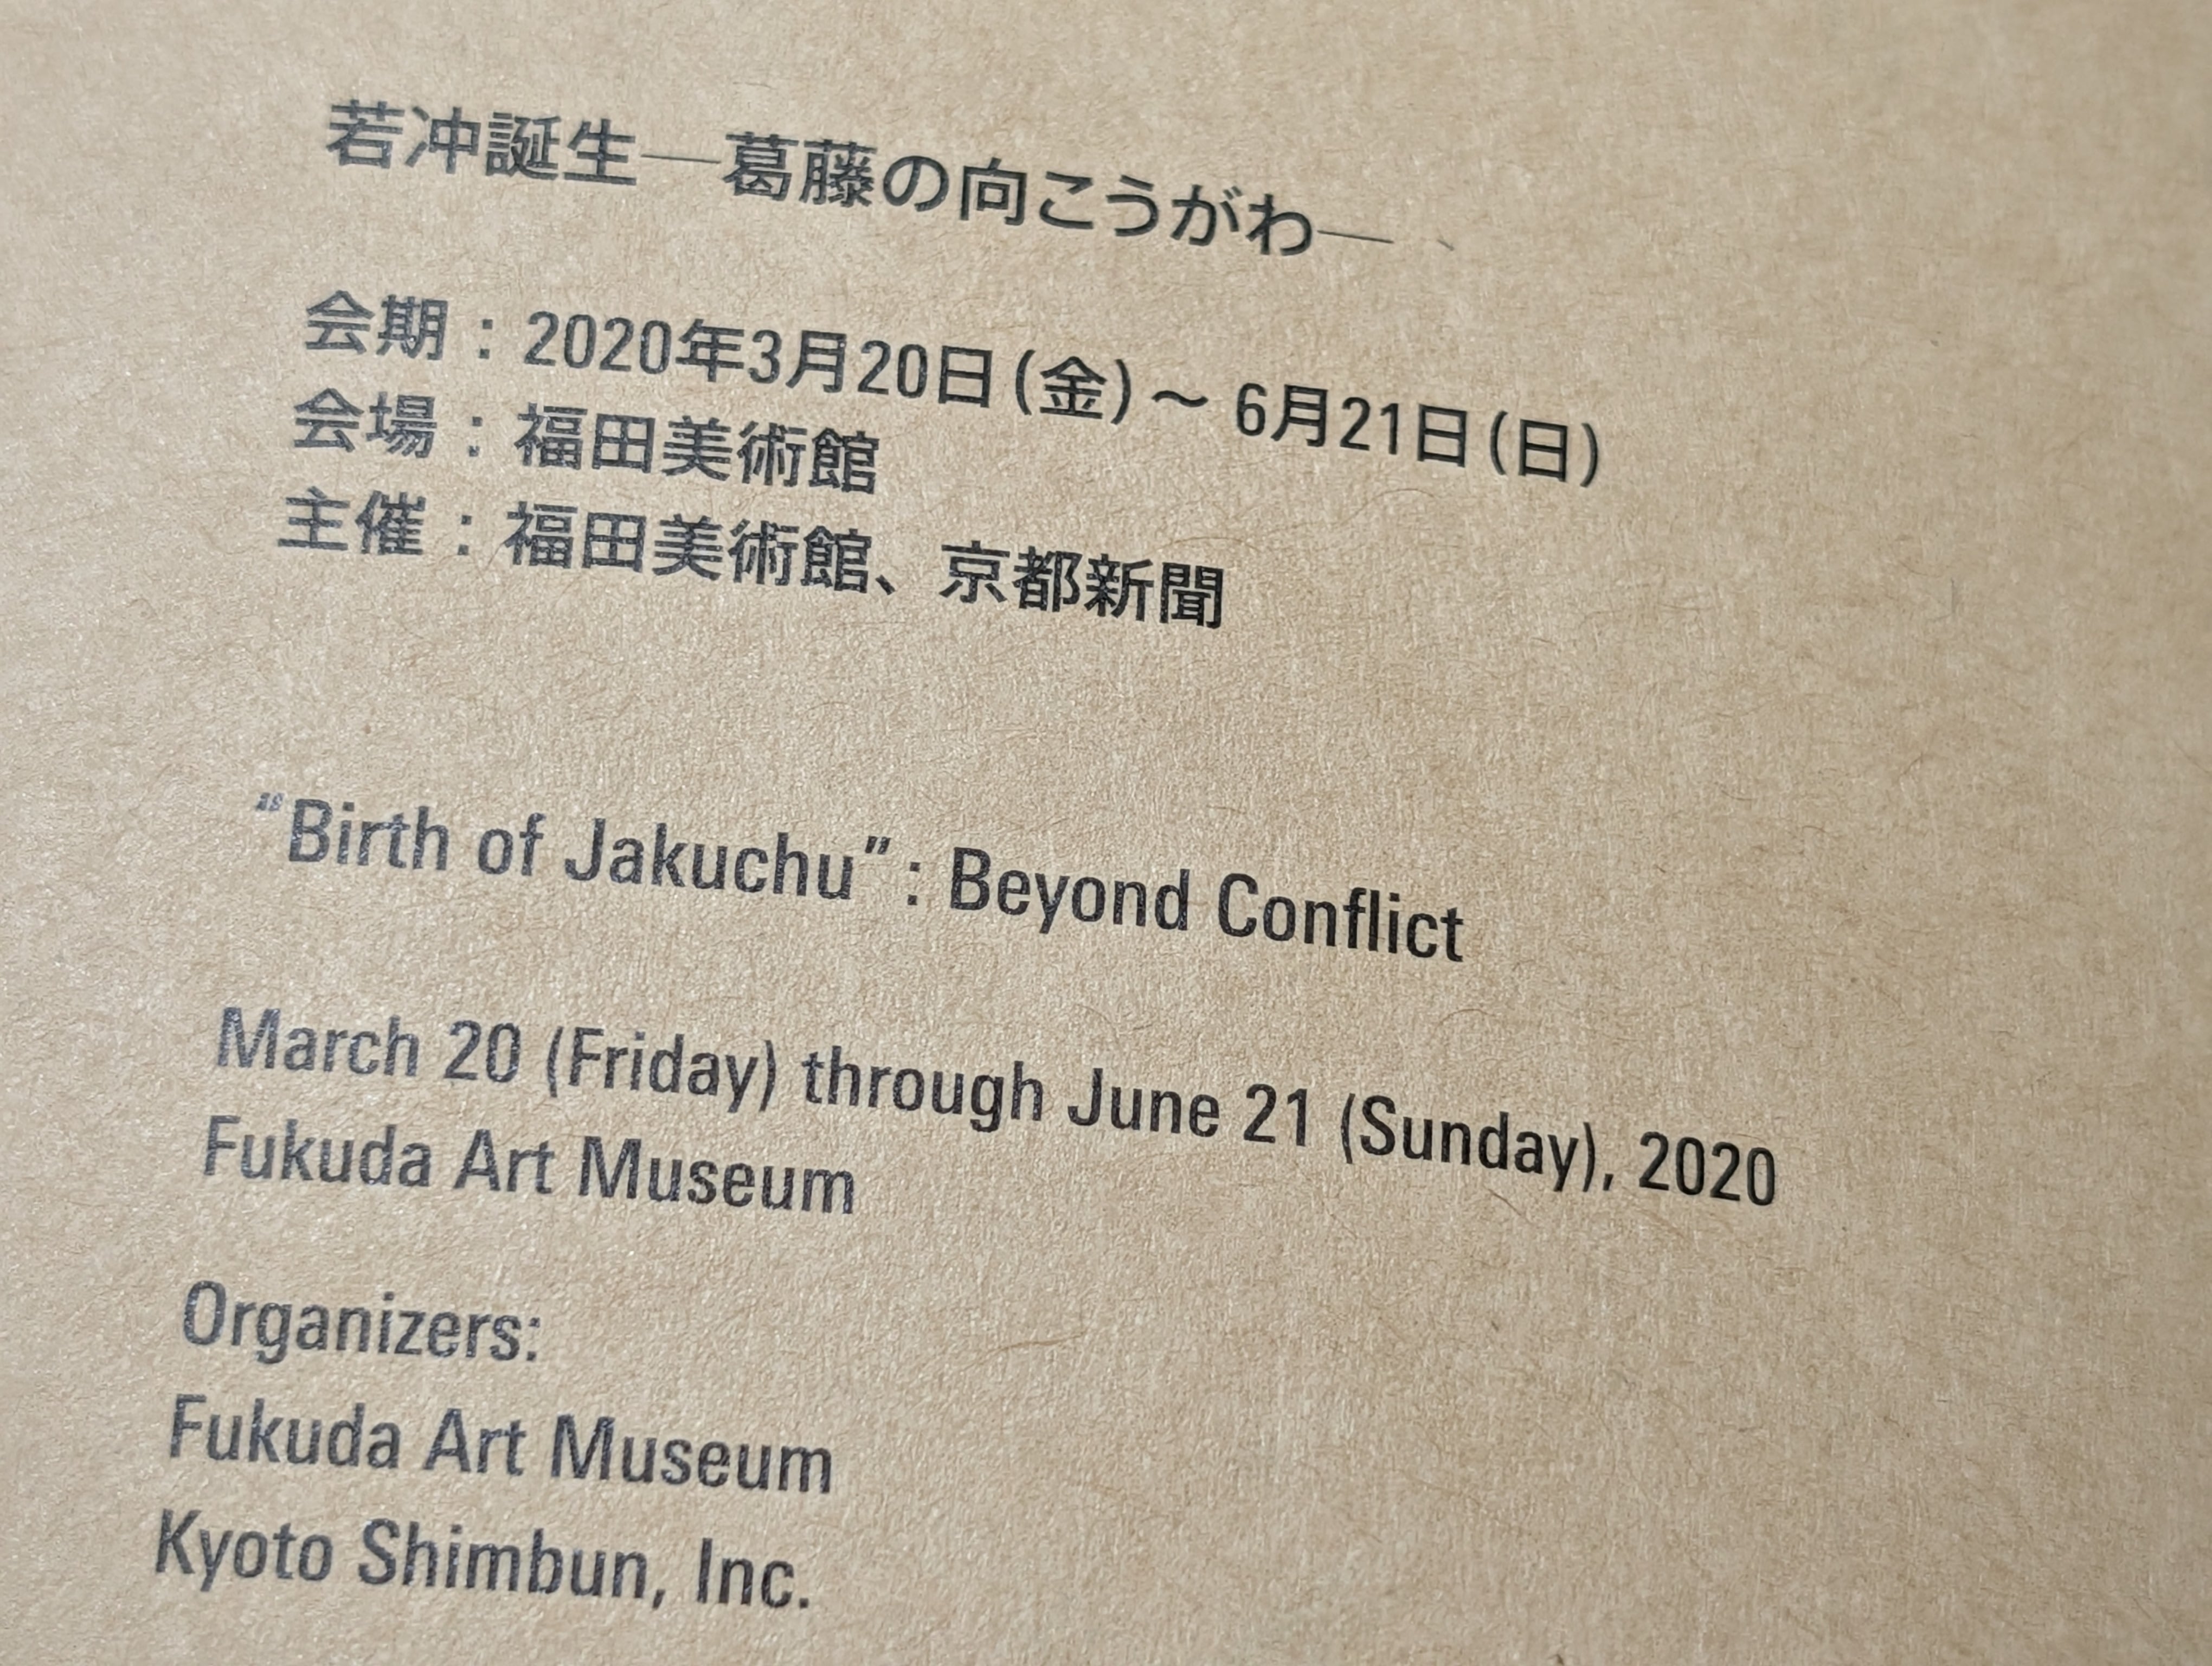 若冲誕生―葛藤の向こうがわ―
会期：2020年3月20日(金)～6月21日(日)
会場：福田美術館
主催：福田美術館、京都新聞
“Birth of Jakuchu”: Beyond Conflict
March 20 (Friday) through June 21 (Sunday), 2020
Fukuda Art Museum
Organizers:
Fukuda Art Museum
Kyoto Shimbun, Inc.